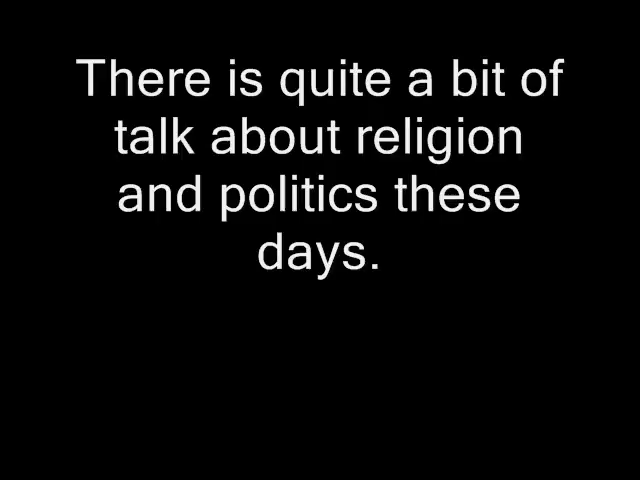 There is quite a bit of
talk about religion
and politics these
days.